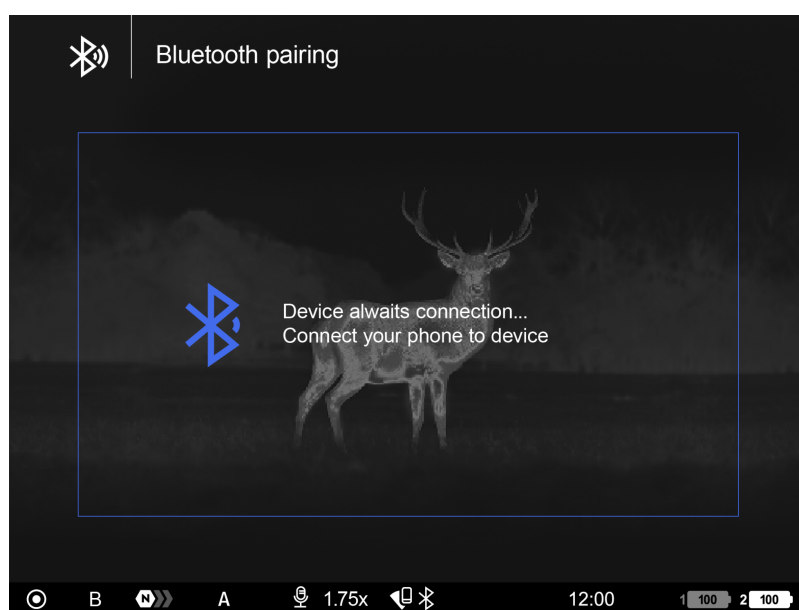 Bluetooth pairing
Device alwaits connection...
Connect your phone to device
B N A 1.75x 12:00 1 100 2 100